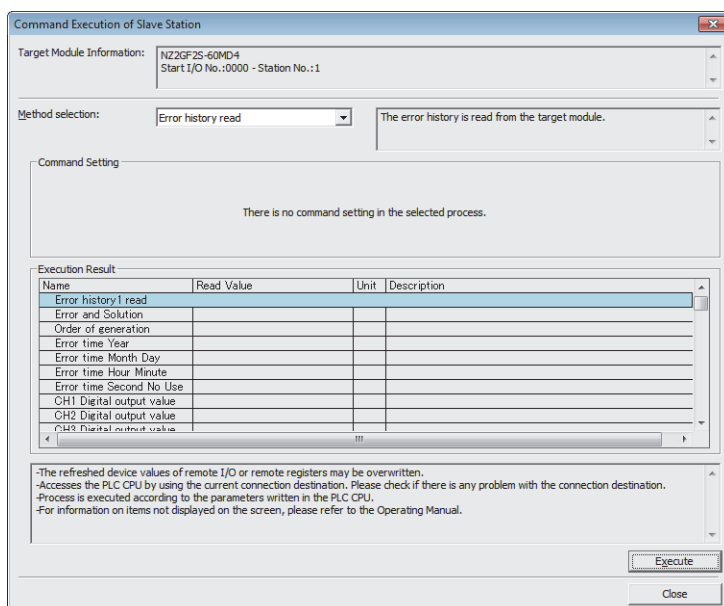 Command Execution of Slave Station
Target Module Information:
NZ2GF2S-60MD4
Start I/O No.:0000 - Station No.:1
Method selection:
Error history read
The error history is read from the target module.
Command Setting
There is no command setting in the selected process.
Execution Result
Name Read Value Unit Description
Error history1 read
Error and Solution
Order of generation
Error time Year
Error time Month Day
Error time Hour Minute
Error time Second No Use
CH1 Digital output value
CH2 Digital output value
CH3 Digital output value
-The refreshed device values of remote I/O or remote registers may be overwritten.
-Accesses the PLC CPU by using the current connection destination. Please check if there is any problem with the connection destination.
-Process is executed according to the parameters written in the PLC CPU.
-For information on items not displayed on the screen, please refer to the Operating Manual.
Execute
Close